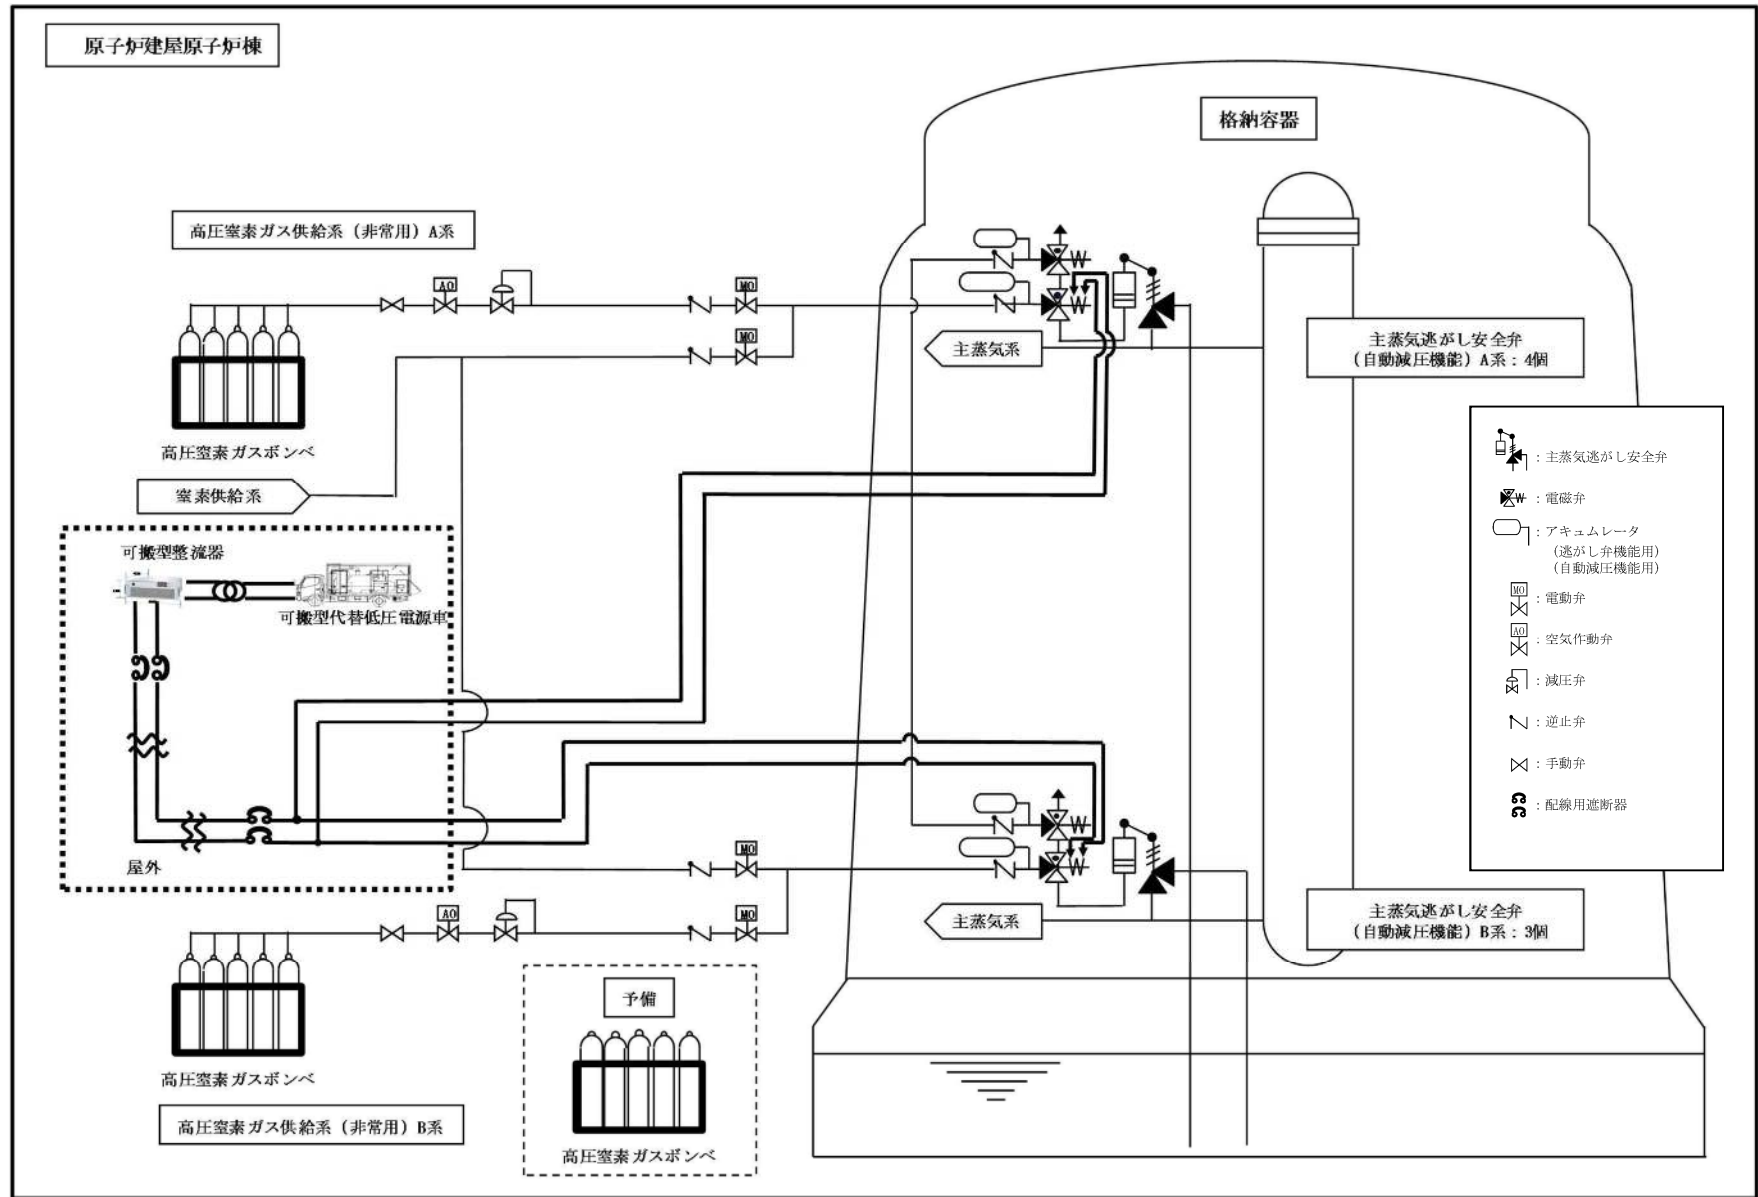 原子炉建屋原子炉棟
格納容器
高圧窒素ガス供給系(非常用)A系
AO
MO
MO
主蒸気系
主蒸気逃がし安全弁
(自動減圧機能)A系:4個
高圧窒素ガスボンベ
窒素供給系
可搬型整流器
可搬型代替低圧電源車
屋外
:主蒸気逃がし安全弁
:電磁弁
:アキュムレータ
(逃がし弁機能用)
(自動減圧機能用)
MO
:電動弁
AO
:空気作動弁
:減圧弁
:逆止弁
:手動弁
:配線用遮断器
MO
AO
MO
主蒸気系
主蒸気逃がし安全弁
(自動減圧機能)B系:3個
高圧窒素ガスボンベ
高圧窒素ガス供給系(非常用)B系
予備
高圧窒素ガスボンベ